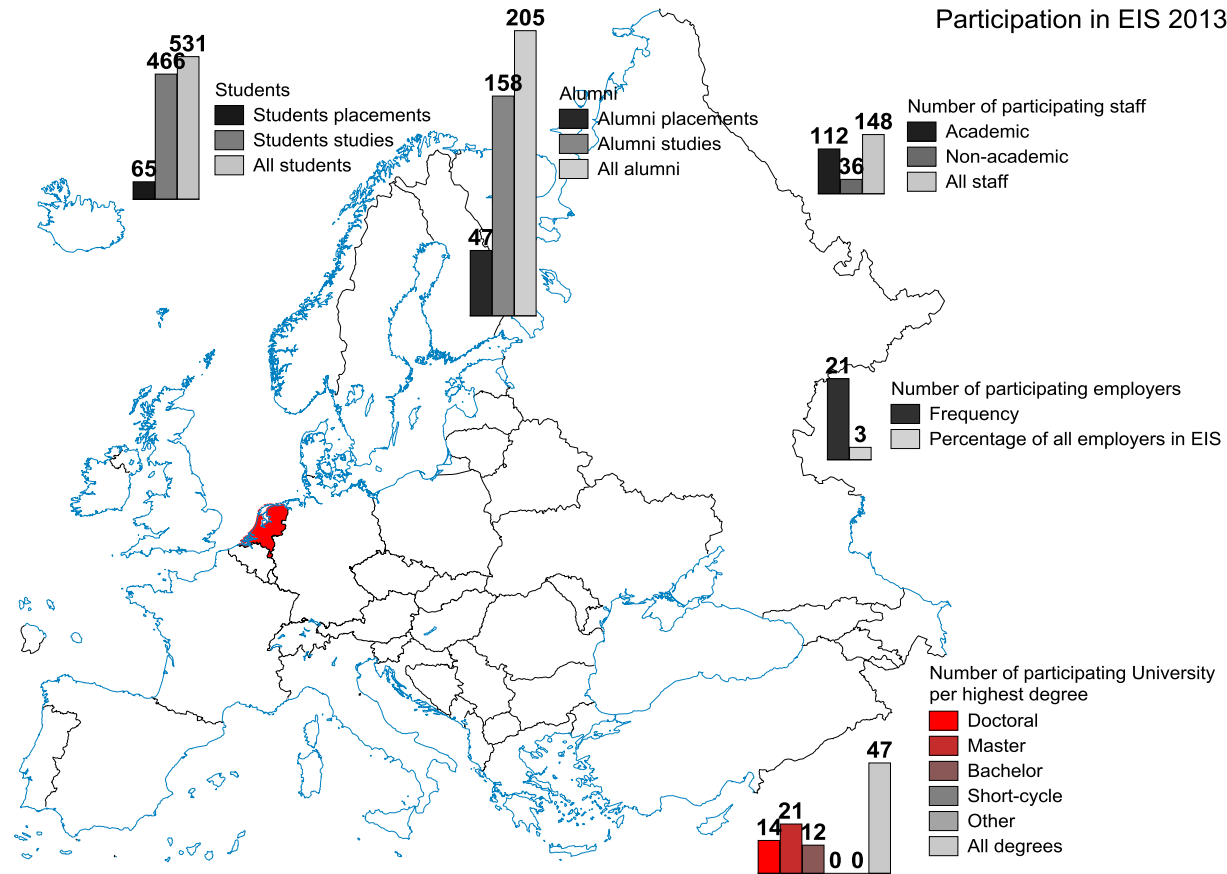 Participation in EIS 2013
531
466
65
Students
Students placements
Students studies
All students
205
158
47
Alumni
Alumni placements
Alumni studies
All alumni
112
36
148
Number of participating staff
Academic
Non-academic
All staff
21
3
Number of participating employers
Frequency
Percentage of all employers in EIS
Number of participating University
per highest degree
Doctoral
Master
Bachelor
Short-cycle
Other
All degrees
14
21
12
0
0
47